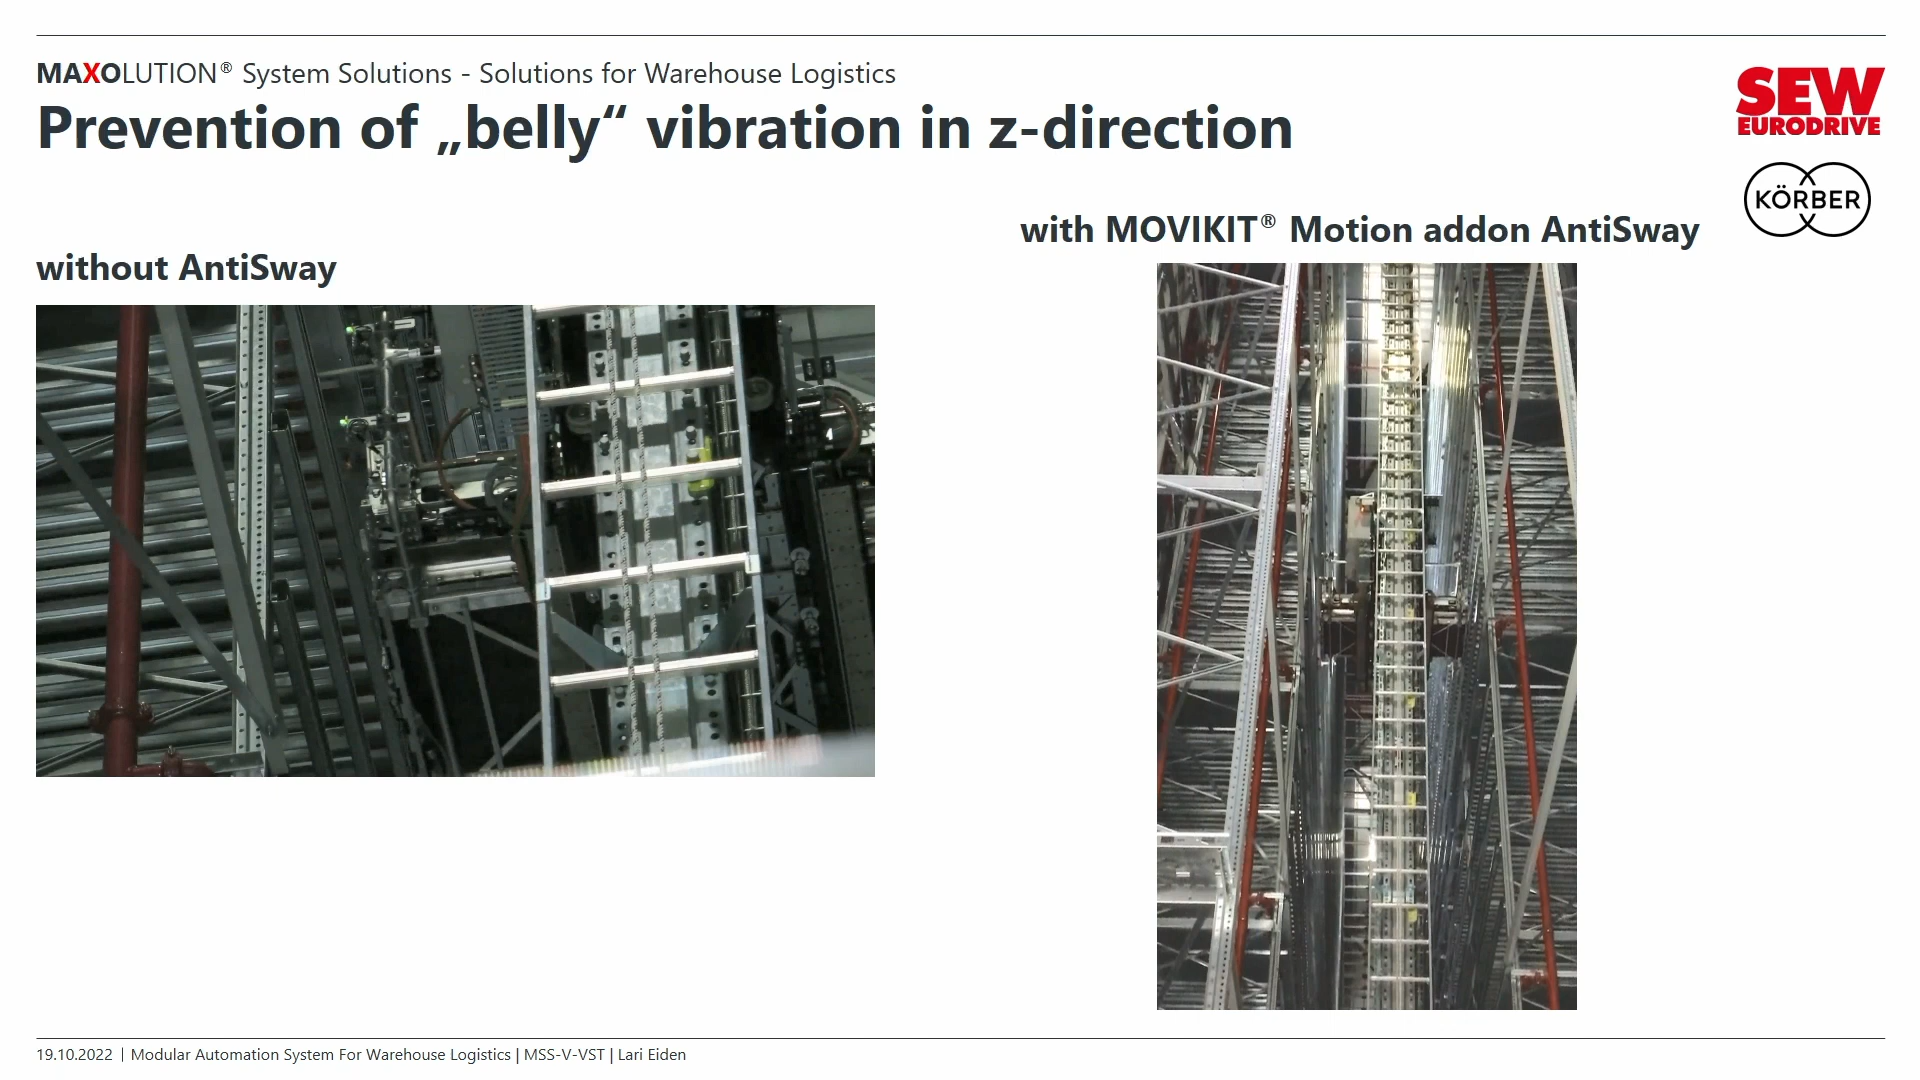 MAXOLUTION® System Solutions - Solutions for Warehouse Logistics
Prevention of „belly“ vibration in z-direction
SEW
EURODRIVE
KÖRBER
with MOVIKIT® Motion addon AntiSway
without AntiSway
4
19.10.2022 | Modular Automation System For Warehouse Logistics | MSS-V-VST | Lari Eiden